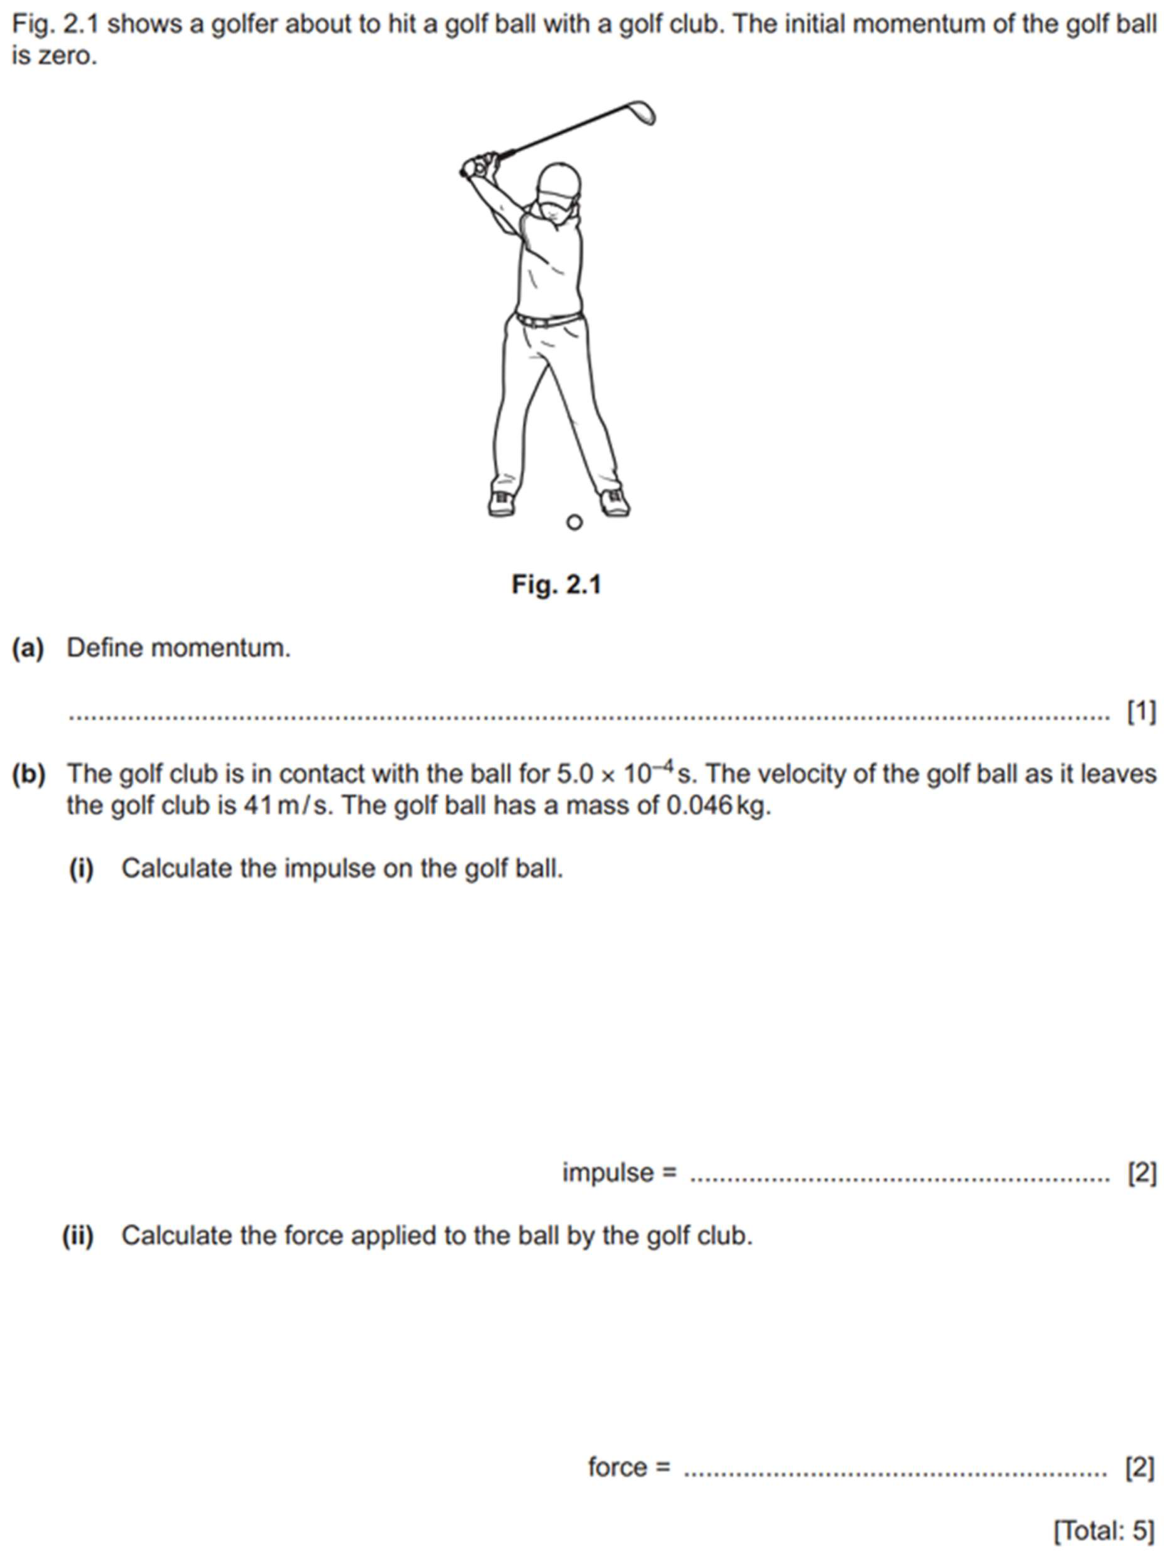 Fig. 2.1 shows a golfer about to hit a golf ball with a golf club. The initial momentum of the golf ball
is zero.
Fig. 2.1
(a) Define momentum.
.................................................................................................................................. [1]
(b) The golf club is in contact with the ball for 5.0 × 10⁻⁴ s. The velocity of the golf ball as it leaves
the golf club is 41 m/s. The golf ball has a mass of 0.046 kg.
(i) Calculate the impulse on the golf ball.
impulse = ......................................................... [2]
(ii) Calculate the force applied to the ball by the golf club.
force = ......................................................... [2]
[Total: 5]